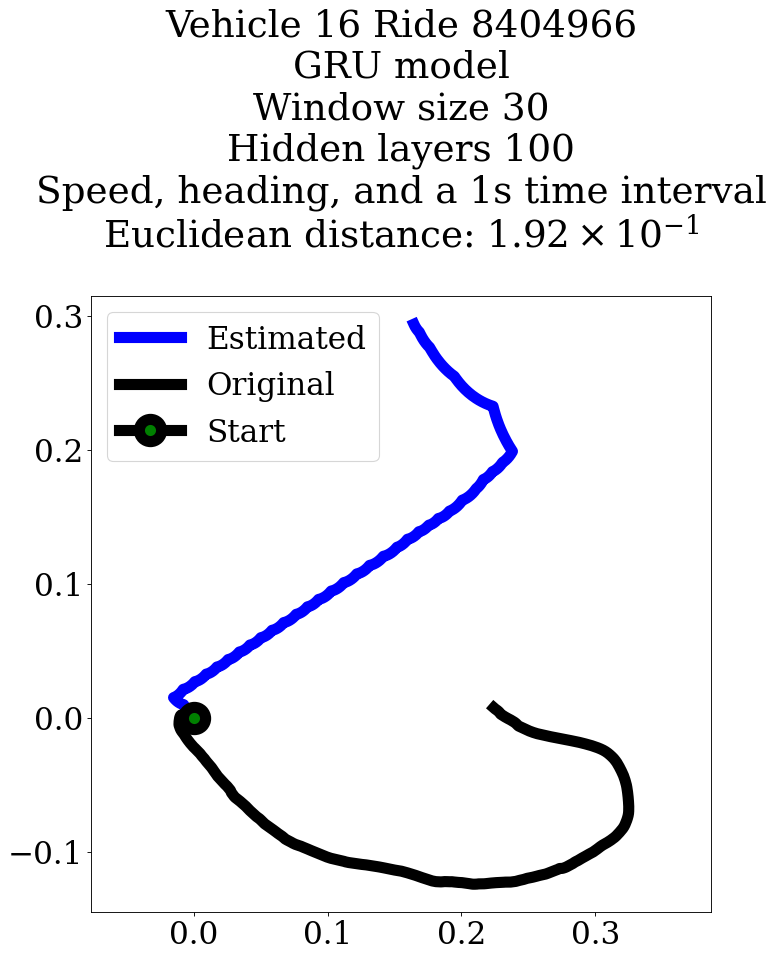 Vehicle 16 Ride 8404966
GRU model
Window size 30
Hidden layers 100
Speed, heading, and a 1s time interval
Euclidean distance: 1.92 × 10⁻¹
0.3
Estimated
Original
Start
0.2
0.1
0.0
−0.1
0.0 0.1 0.2 0.3